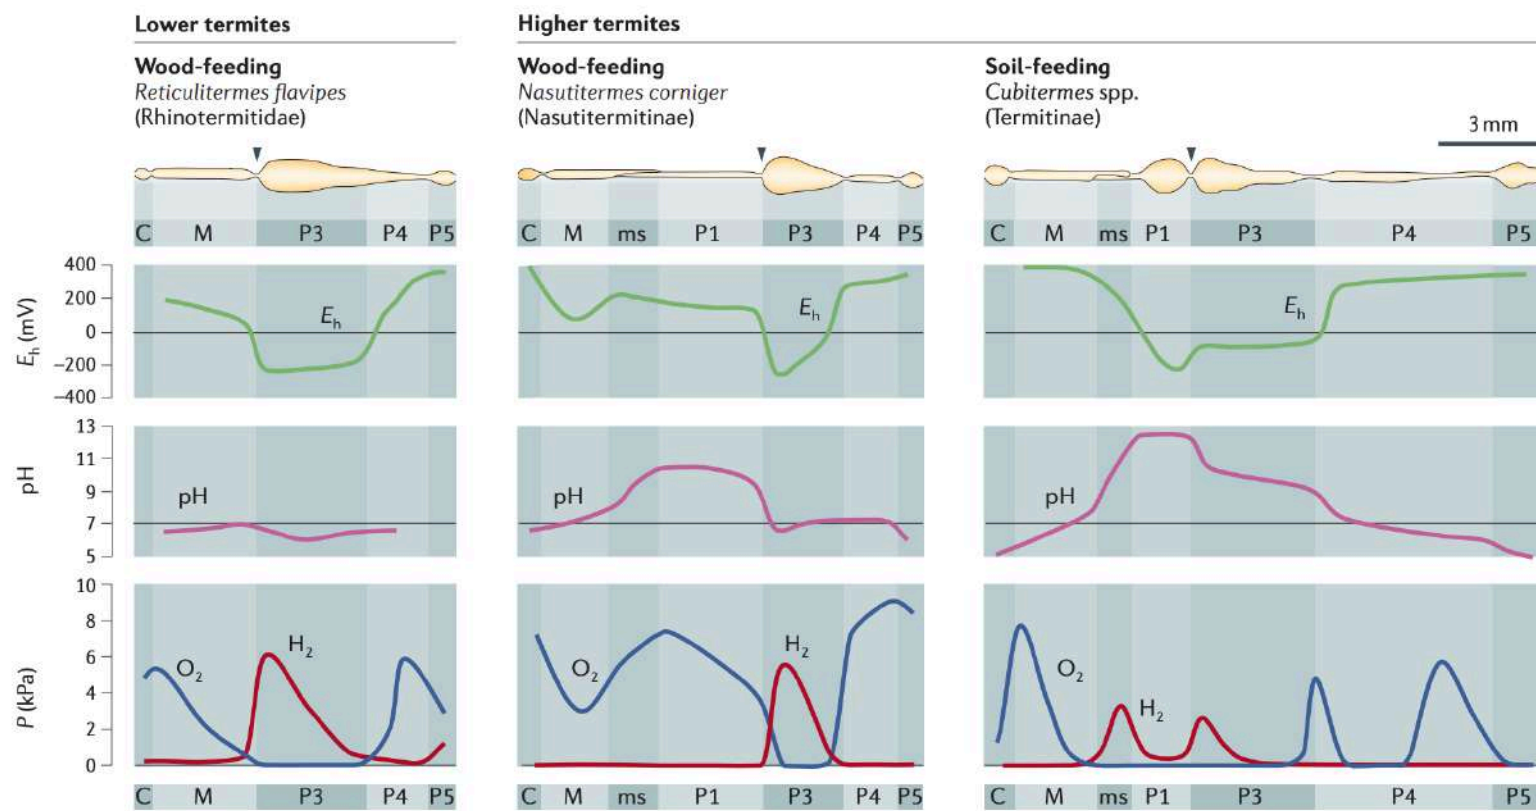 Lower termites
Higher termites
Wood-feeding
Reticulitermes flavipes
(Rhinotermitidae)
Wood-feeding
Nasutitermes corniger
(Nasutitermitinae)
Soil-feeding
Cubitermes spp.
(Termitinae)
3 mm
C M P3 P4 P5
C M ms P1 P3 P4 P5
C M ms P1 P3 P4 P5
Eh (mV)
400
200
0
–200
–400
Eh
Eh
Eh
pH
13
11
9
7
5
pH
pH
pH
P (kPa)
10
8
6
4
2
0
O2
H2
O2
H2
O2
H2
C M P3 P4 P5
C M ms P1 P3 P4 P5
C M ms P1 P3 P4 P5